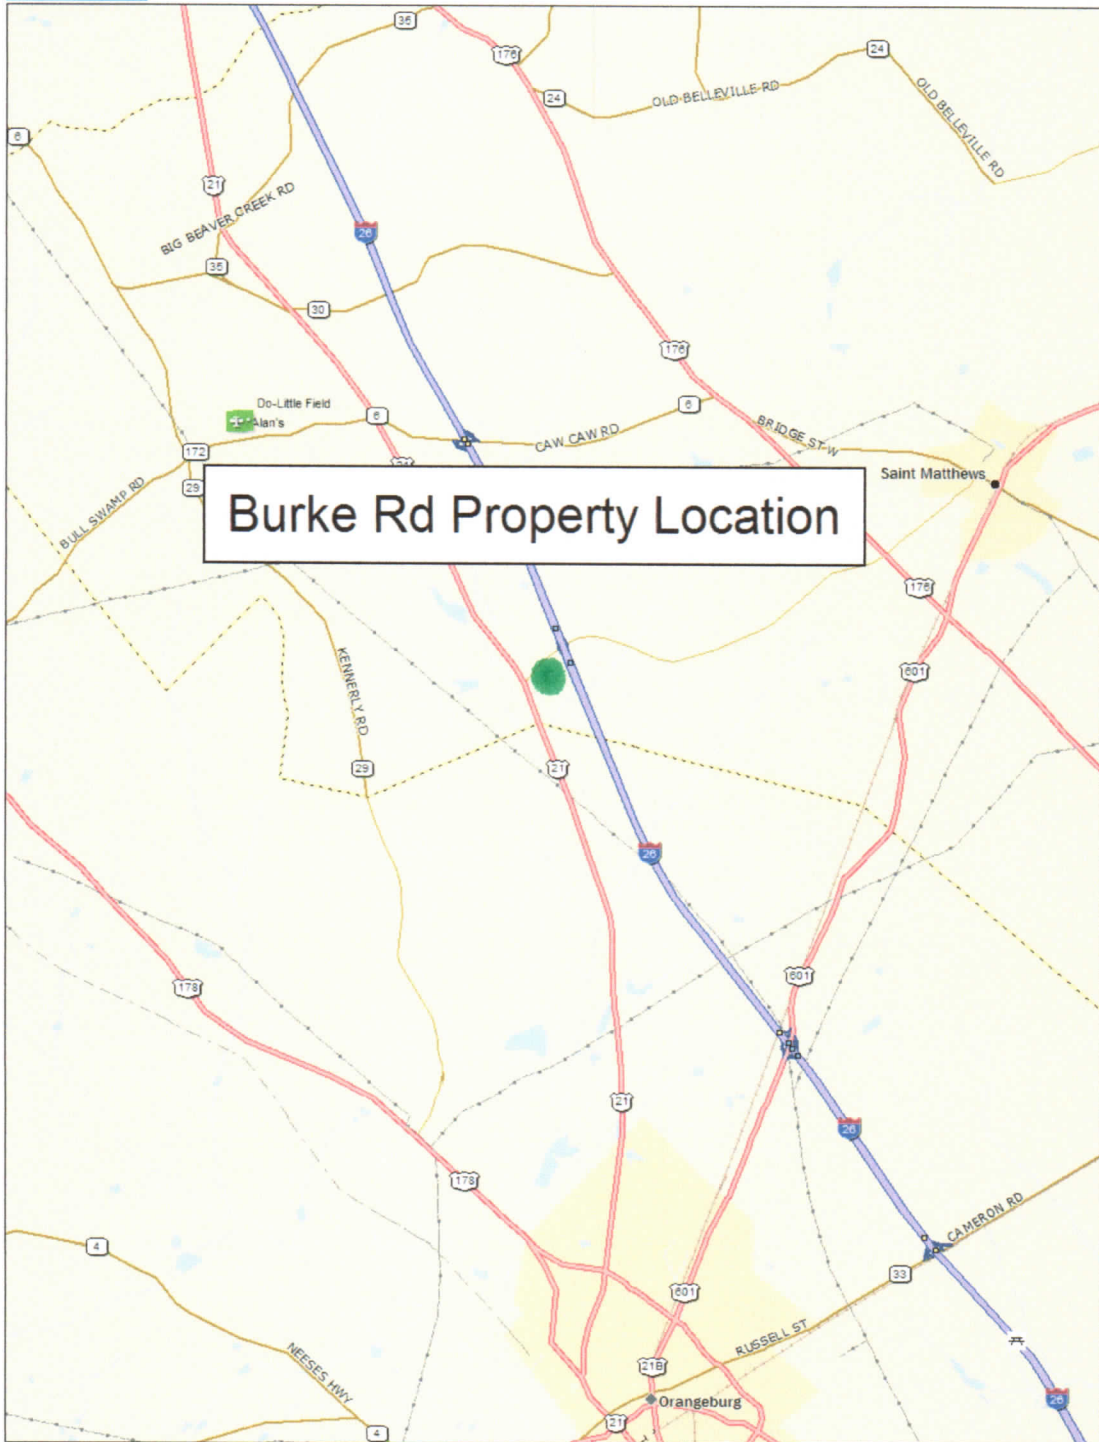 35
176
24
24
OLD BELLEVILLE RD
OLD BELLEVILLE RD
6
21
BIG BEAVER CREEK RD
26
35
30
176
Do-Little Field
Alan's
6
6
CAW CAW RD
BRIDGE ST W
172
Saint Matthews
29
BULL SWAMP RD
Burke Rd Property Location
176
KENNERLY RD
601
29
21
26
178
601
21
26
178
CAMERON RD
4
33
601
RUSSELL ST
NEESES HWY
21B
Orangeburg
26
21
4